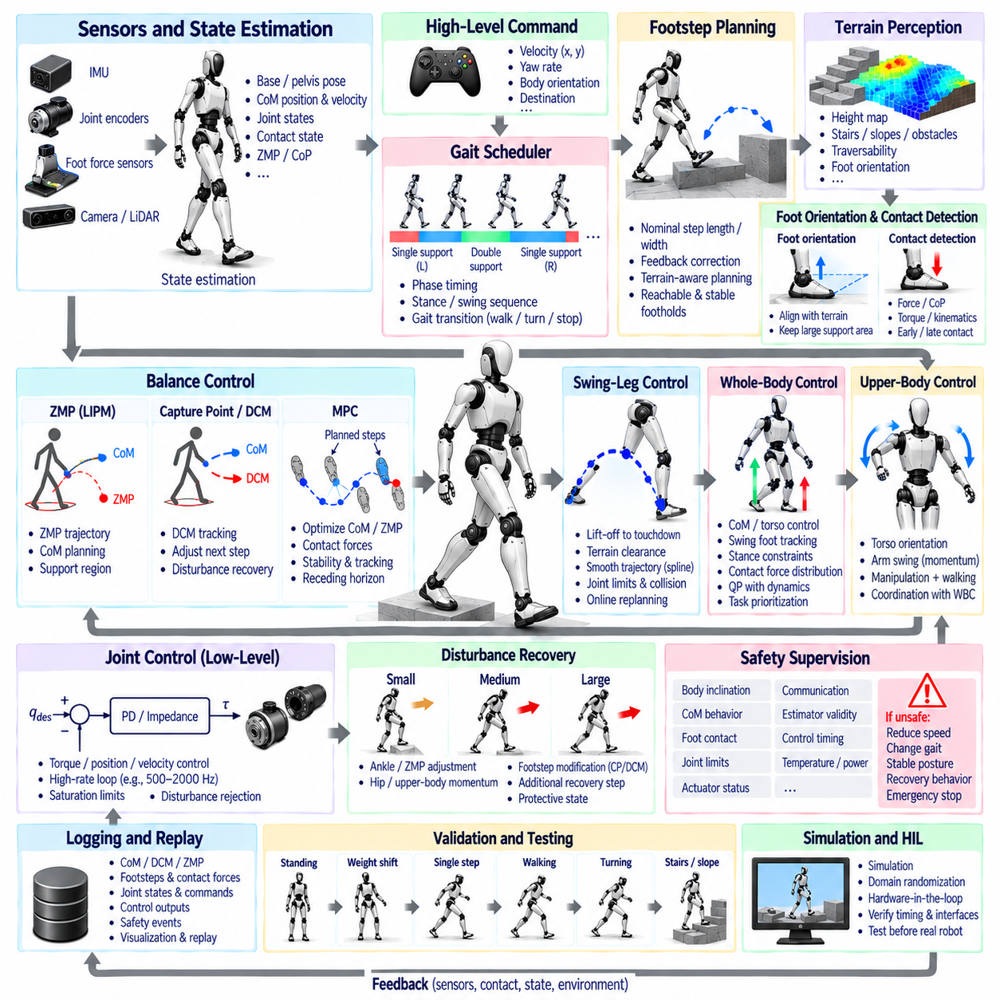 Sensors and State Estimation
IMU
Joint encoders
Foot force sensors
Camera / LiDAR
• Base / pelvis pose
• CoM position & velocity
• Joint states
• Contact state
• ZMP / CoP
• ...
State estimation
High-Level Command
• Velocity (x, y)
• Yaw rate
• Body orientation
• Destination
...
Gait Scheduler
...
Single support
(L)
Double
support
Single support
(R)
• Phase timing
• Stance / swing sequence
• Gait transition (walk / turn / stop)
Footstep Planning
• Nominal step length /
width
• Feedback correction
• Terrain-aware planning
• Reachable & stable
footholds
Terrain Perception
• Height map
• Stairs / slopes / obstacles
• Traversability
• Foot orientation
• ...
Foot Orientation & Contact Detection
Foot orientation
• Align with terrain
• Keep large support area
Contact detection
• Force / CoP
• Torque / kinematics
• Early / late contact
Balance Control
ZMP (LIPM)
CoM
ZMP
• ZMP trajectory
• CoM planning
• Support region
Capture Point / DCM
CoM
DCM
• DCM tracking
• Adjust next step
• Disturbance recovery
MPC
Planned steps
• Optimize CoM / ZMP
• Contact forces
• Stability & tracking
• Receding horizon
Swing-Leg Control
• Lift-off to touchdown
• Terrain clearance
• Smooth trajectory (spline)
• Joint limits & collision
• Online replanning
Whole-Body Control
• CoM / torso control
• Swing foot tracking
• Stance constraints
• Contact force distribution
• QP with dynamics
• Task prioritization
Upper-Body Control
• Torso orientation
• Arm swing (momentum)
• Manipulation + walking
• Coordination with WBC
Joint Control (Low-Level)
q_des
+
−
PD / Impedance
τ
• Torque / position / velocity control
• High-rate loop (e.g., 500–2000 Hz)
• Saturation limits • Disturbance rejection
Disturbance Recovery
Small
Medium
Large
• Ankle / ZMP adjustment
• Hip / upper-body momentum
• Footstep modification (CP/DCM)
• Additional recovery step
• Protective state
Safety Supervision
Body inclination
Communication
CoM behavior
Estimator validity
Foot contact
Control timing
Joint limits
Temperature / power
Actuator status
...
!
If unsafe:
Reduce speed
Change gait
Stable posture
Recovery behavior
Emergency stop
Logging and Replay
• CoM / DCM / ZMP
• Footsteps & contact forces
• Joint states & commands
• Control outputs
• Safety events
• Visualization & replay
Validation and Testing
Standing
Weight shift
Single step
Walking
Turning
Stairs / slope
Simulation and HIL
• Simulation
• Domain randomization
• Hardware-in-the-loop
• Verify timing & interfaces
• Test before real robot
Feedback (sensors, contact, state, environment)